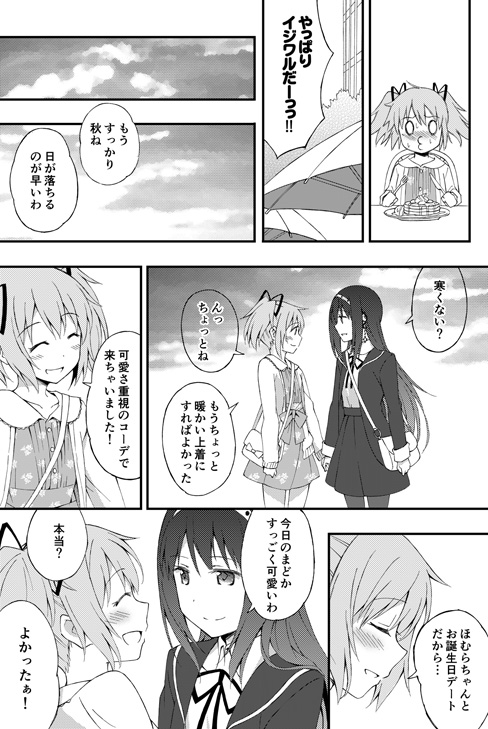 やっぱり
イジワルだーっっ!!
もう
すっかり
秋ね
日が落ちる
のが早いわ
寒くない?
んっ
ちょっとね
もうちょっと
暖かい上着に
すればよかった
可愛さ重視のコーデで
来ちゃいました!
ほむらちゃんと
お誕生日デート
だから…
今日のまどか
すっごく可愛いわ
本当?
よかったぁ!